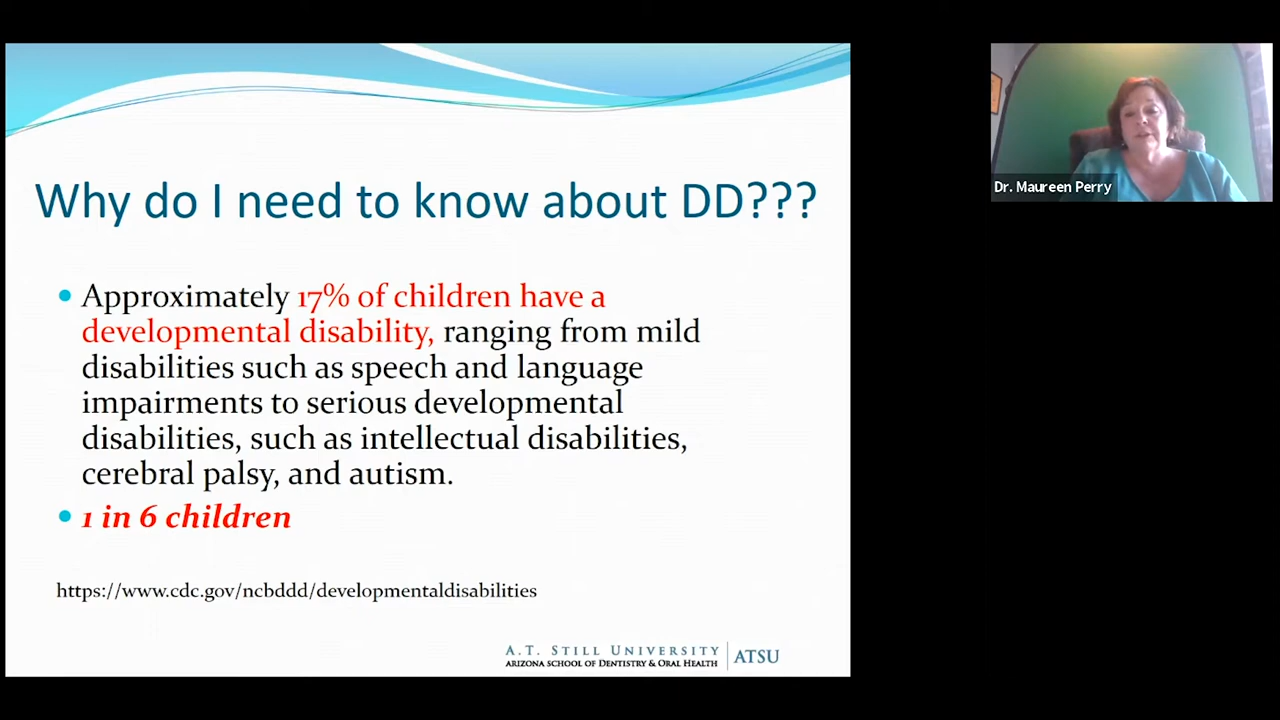 Why do I need to know about DD???
Approximately 17% of children have a
developmental disability, ranging from mild
disabilities such as speech and language
impairments to serious developmental
disabilities, such as intellectual disabilities,
cerebral palsy, and autism.
1 in 6 children
https://www.cdc.gov/ncbddd/developmentaldisabilities
A.T. STILL UNIVERSITY
ARIZONA SCHOOL OF DENTISTRY & ORAL HEALTH
ATSU
Dr. Maureen Perry